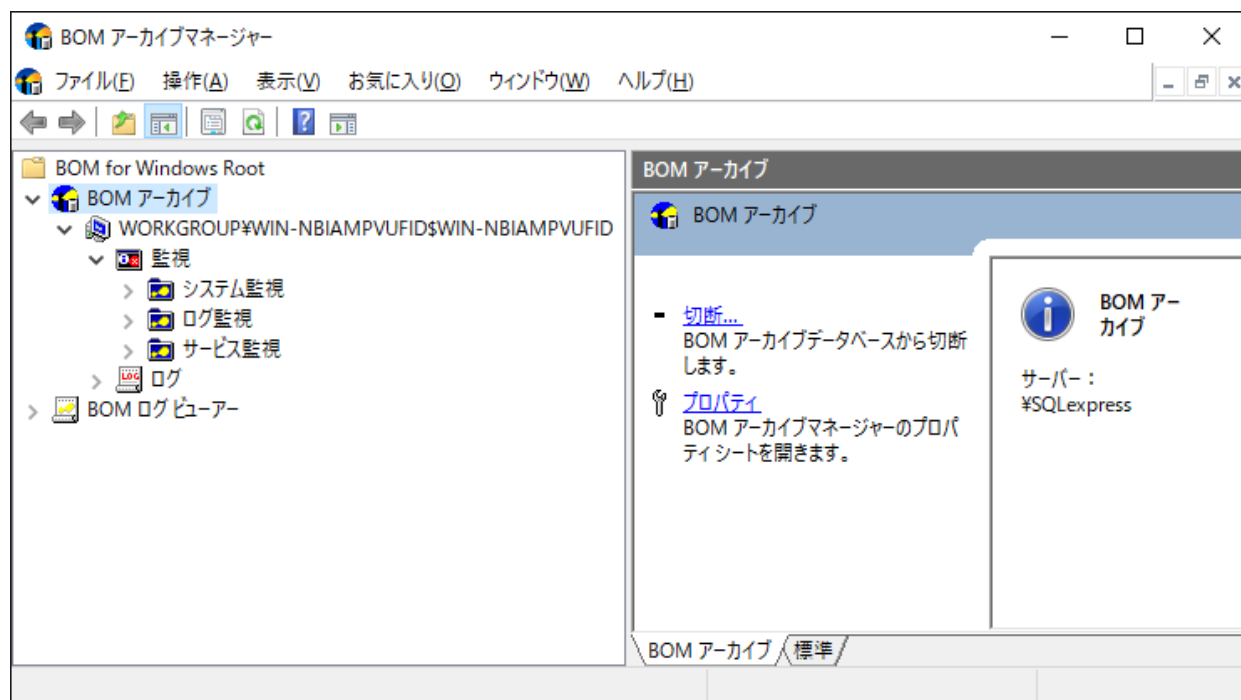 BOM アーカイブマネージャー
ファイル(F) 操作(A) 表示(V) お気に入り(O) ウィンドウ(W) ヘルプ(H)
BOM for Windows Root
BOM アーカイブ
WORKGROUP¥WIN-NBIAMPVUFID$WIN-NBIAMPVUFID
監視
システム監視
ログ監視
サービス監視
LOG
ログ
BOM ログ ビューアー
BOM アーカイブ
BOM アーカイブ
切断...
BOM アーカイブデータベースから切断
します。
プロパティ
BOM アーカイブマネージャーのプロパ
ティ シートを開きます。
BOM アー
カイブ
サーバー：
¥SQLexpress
BOM アーカイブ 標準